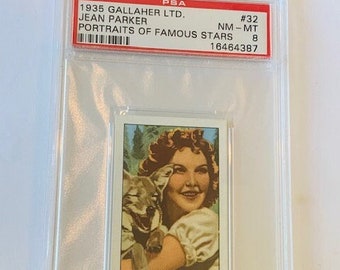 PSA
1935 GALLAHER LTD. #32
JEAN PARKER NM-MT
PORTRAITS OF FAMOUS STARS 8
16464387